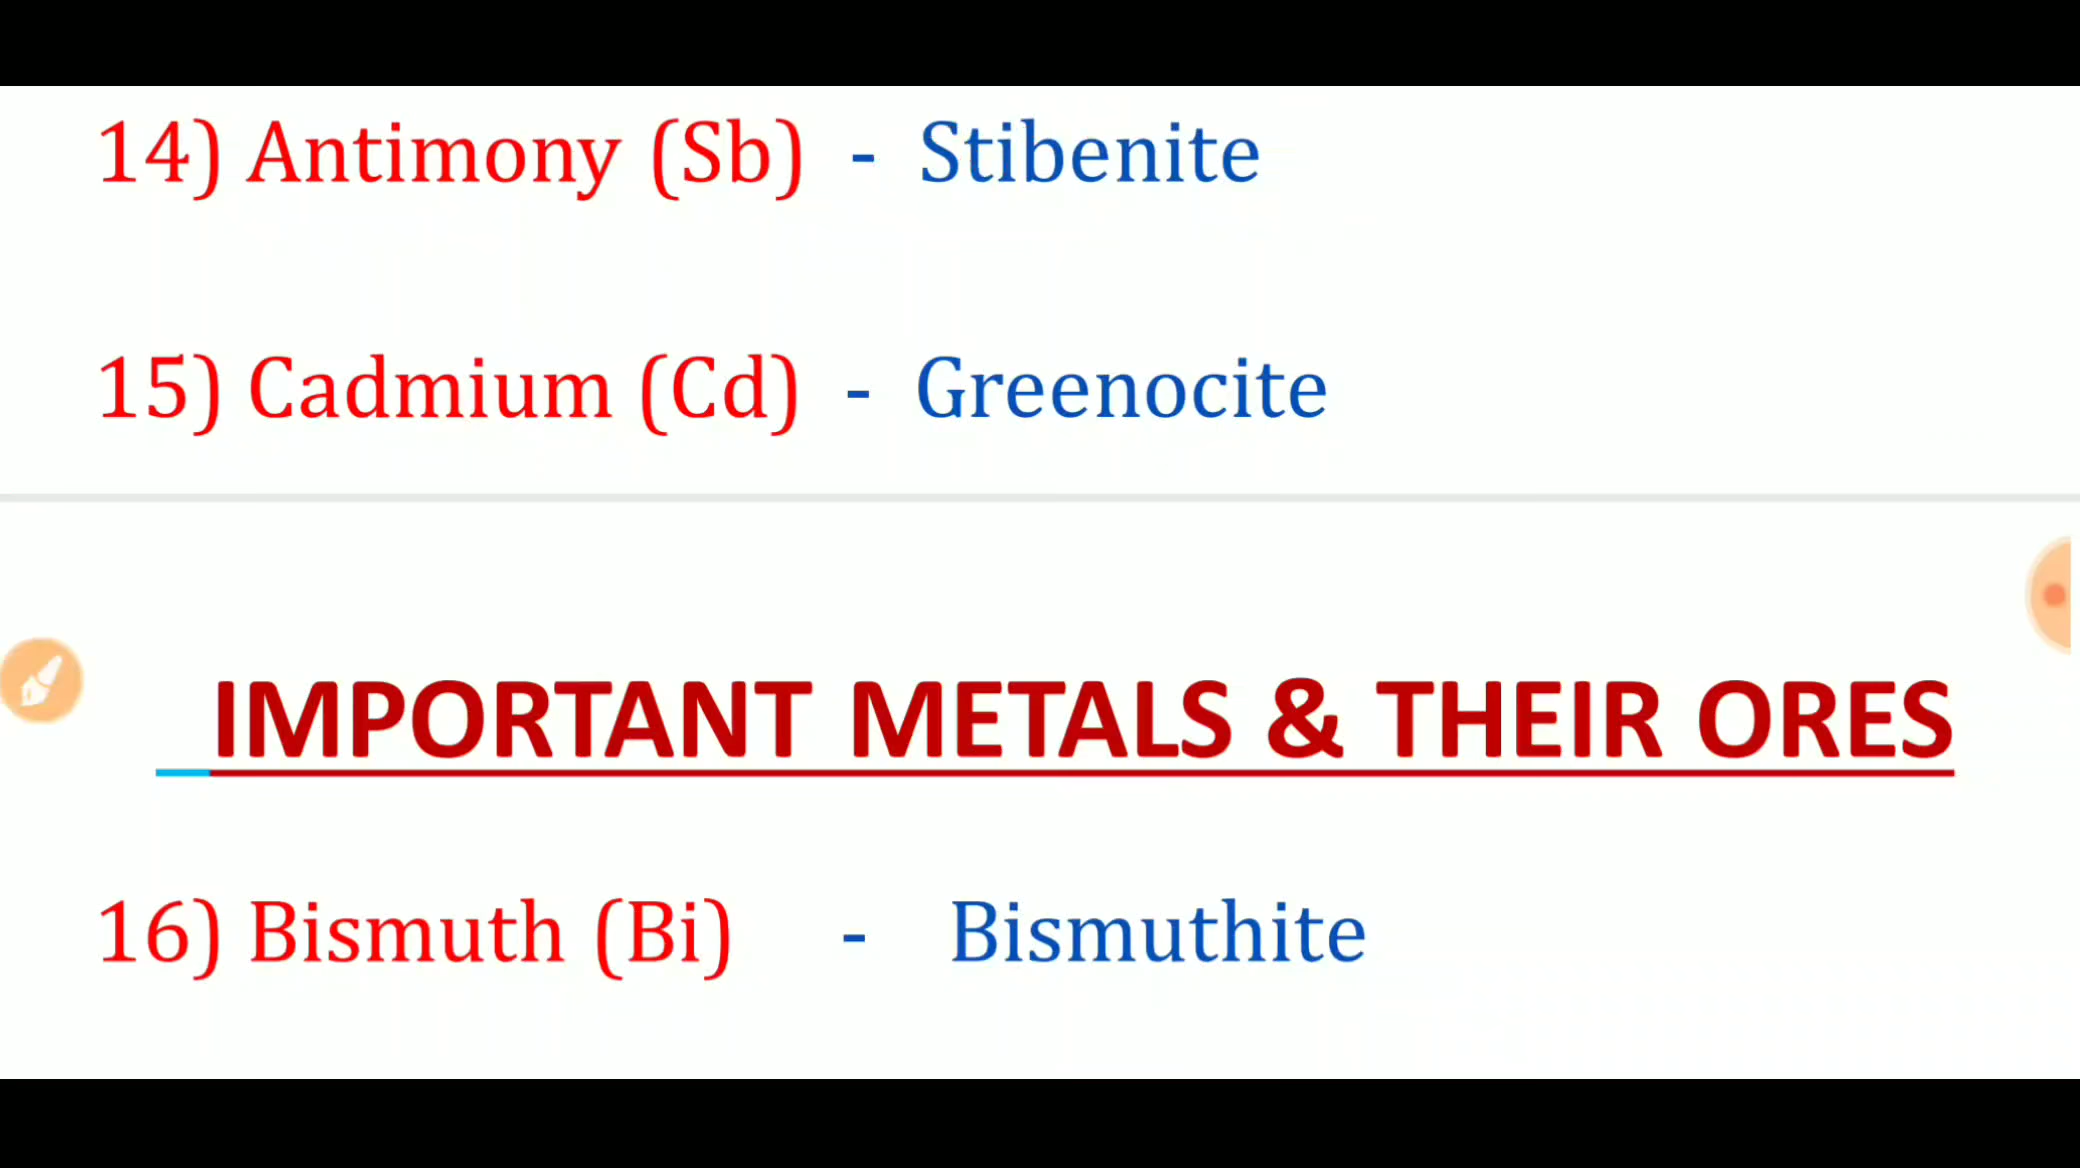 14) Antimony (Sb) - Stibenite
15) Cadmium (Cd) - Greenocite
IMPORTANT METALS & THEIR ORES
16) Bismuth (Bi) - Bismuthite